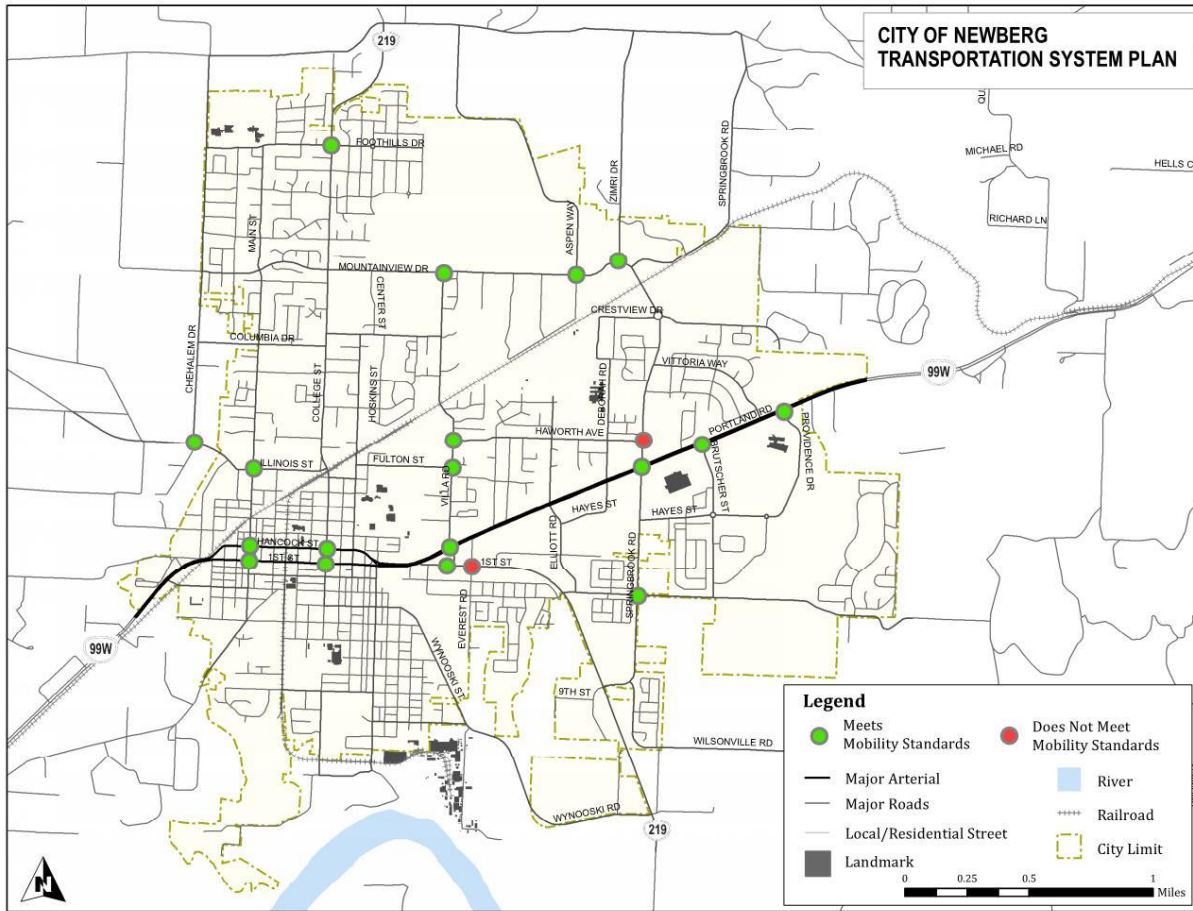 CITY OF NEWBERG
TRANSPORTATION SYSTEM PLAN
219
QU
MICHAEL RD
HELLS C
RICHARD LN
FOOTHILLS DR
SPRINGBROOK RD
ZIMRI DR
ASPEN WAY
MAIN ST
MOUNTAINVIEW DR
CENTER ST
CRESTVIEW DR
COLUMBIA DR
CHEHALEM DR
COLLEGE ST
HOSKINS ST
VITTORIA WAY
DEBORAH RD
99W
PORTLAND RD
HAWORTH AVE
PROVIDENCE DR
BRUTSCHER ST
ILLINOIS ST
FULTON ST
VILLA RD
HAYES ST
HAYES ST
ELLIOTT RD
HANCOCK ST
1ST ST
1ST ST
SPRINGBROOK RD
EVEREST RD
WYNOOSKI ST
99W
9TH ST
WILSONVILLE RD
WYNOOSKI RD
219
N
Legend
Meets
Mobility Standards
Does Not Meet
Mobility Standards
Major Arterial
River
Major Roads
Railroad
Local/Residential Street
City Limit
Landmark
0 0.25 0.5 1
Miles